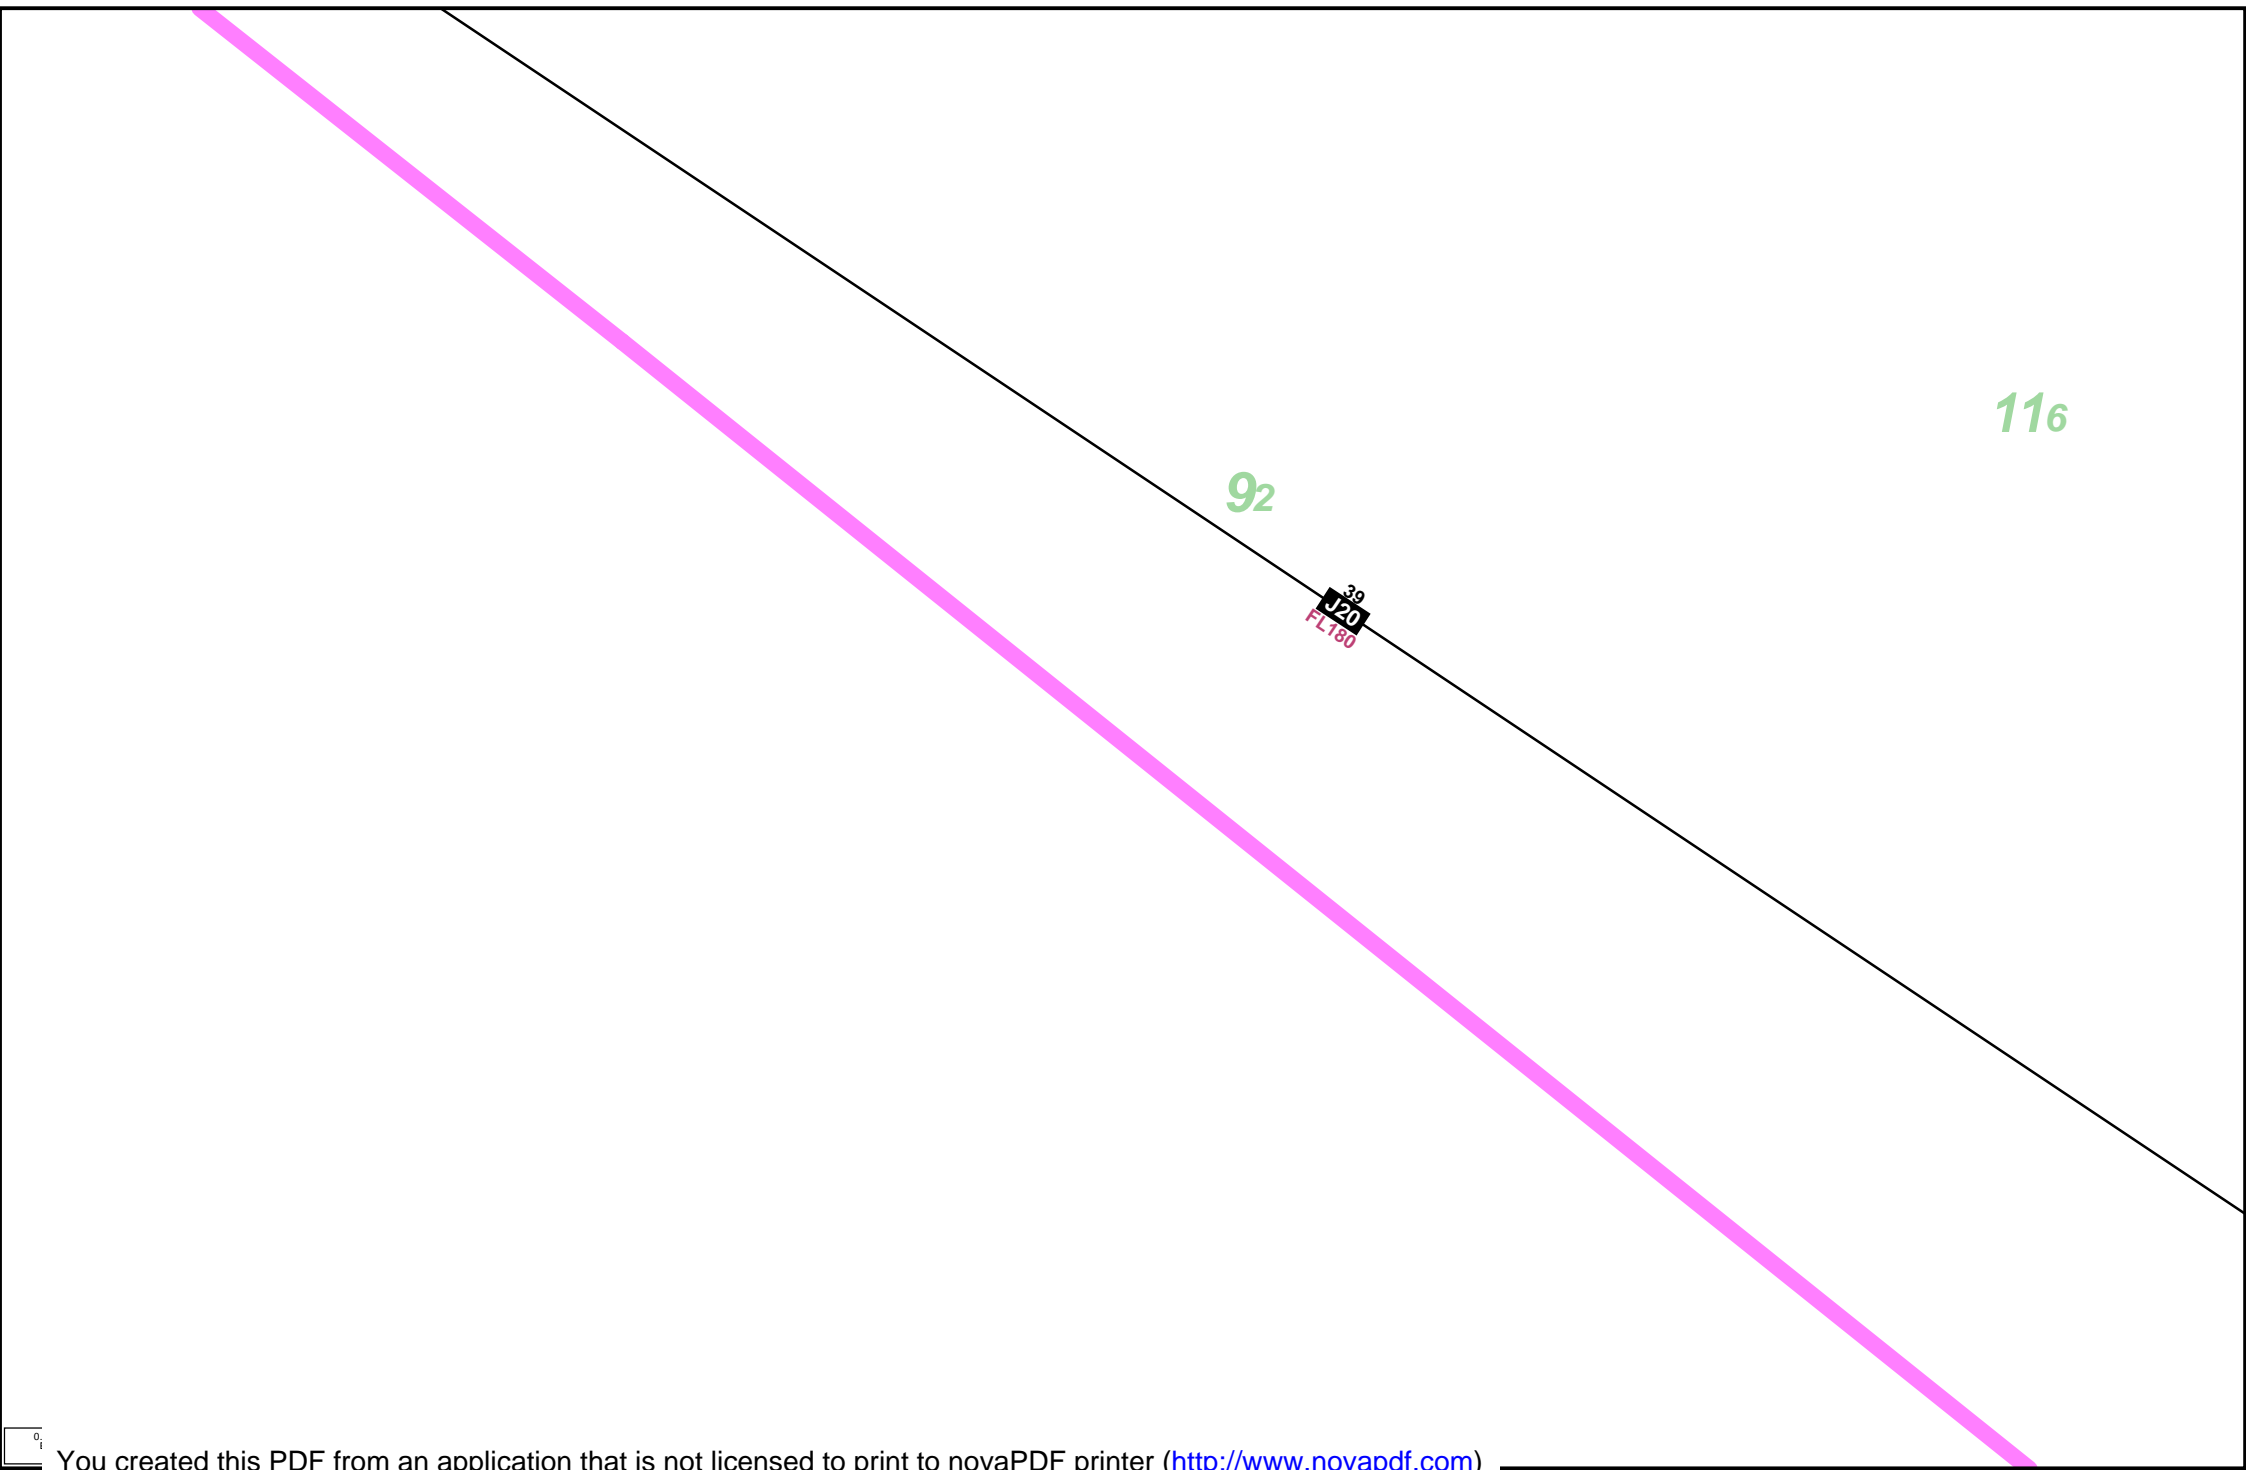 116
92
39
J20
FL180
You created this PDF from an application that is not licensed to print to novaPDF printer (http://www.novapdf.com)